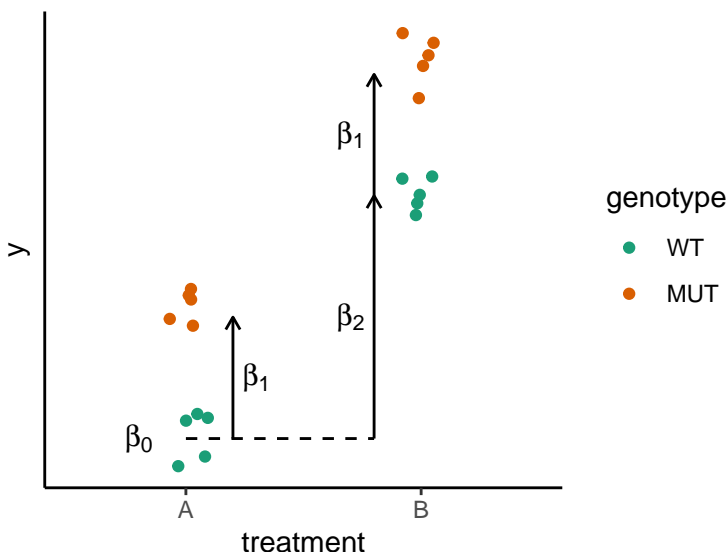 y
β1
β2
β1
β0
A
B
treatment
genotype
WT
MUT